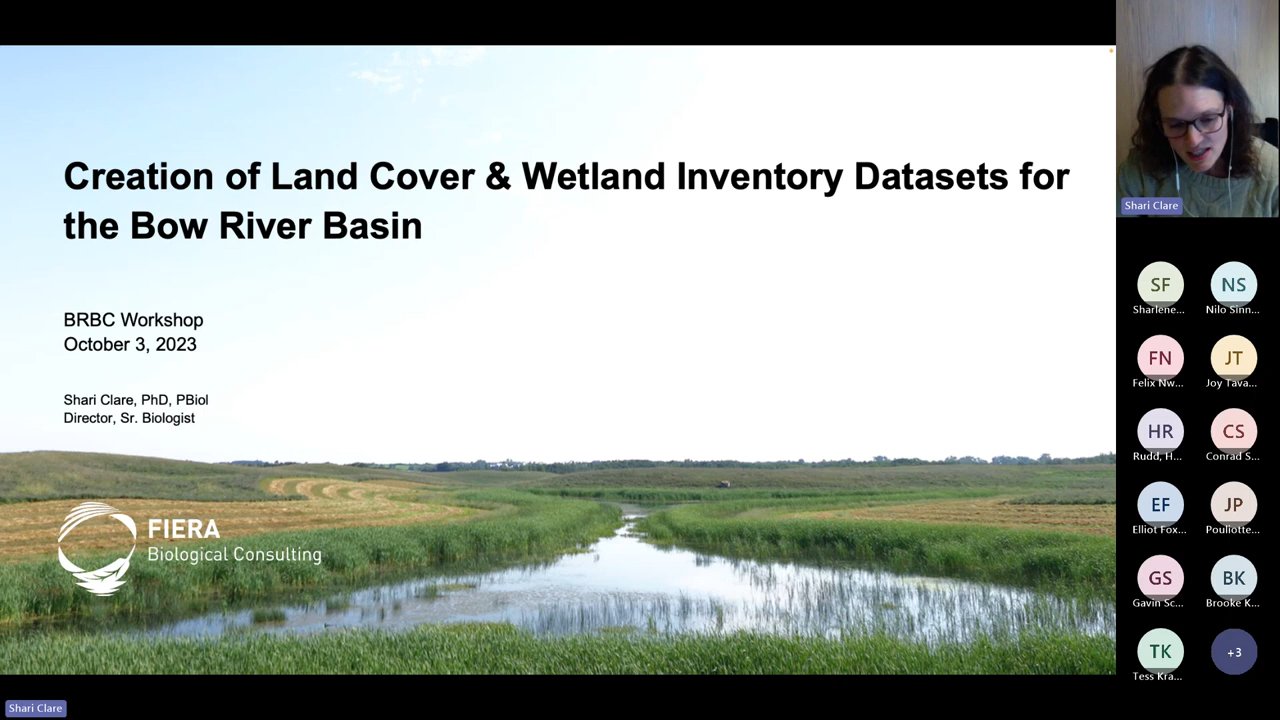 Creation of Land Cover & Wetland Inventory Datasets for
the Bow River Basin
BRBC Workshop
October 3, 2023
Shari Clare, PhD, PBiol
Director, Sr. Biologist
FIERA
Biological Consulting
Shari Clare
SF
Sharlene...
NS
Nilo Sinn...
FN
Felix Nw...
JT
Joy Tava...
HR
Rudd, H...
CS
Conrad S...
EF
Elliot Fox...
JP
Pouliotte...
GS
Gavin Sc...
BK
Brooke K...
TK
Tess Kra...
+3
Shari Clare